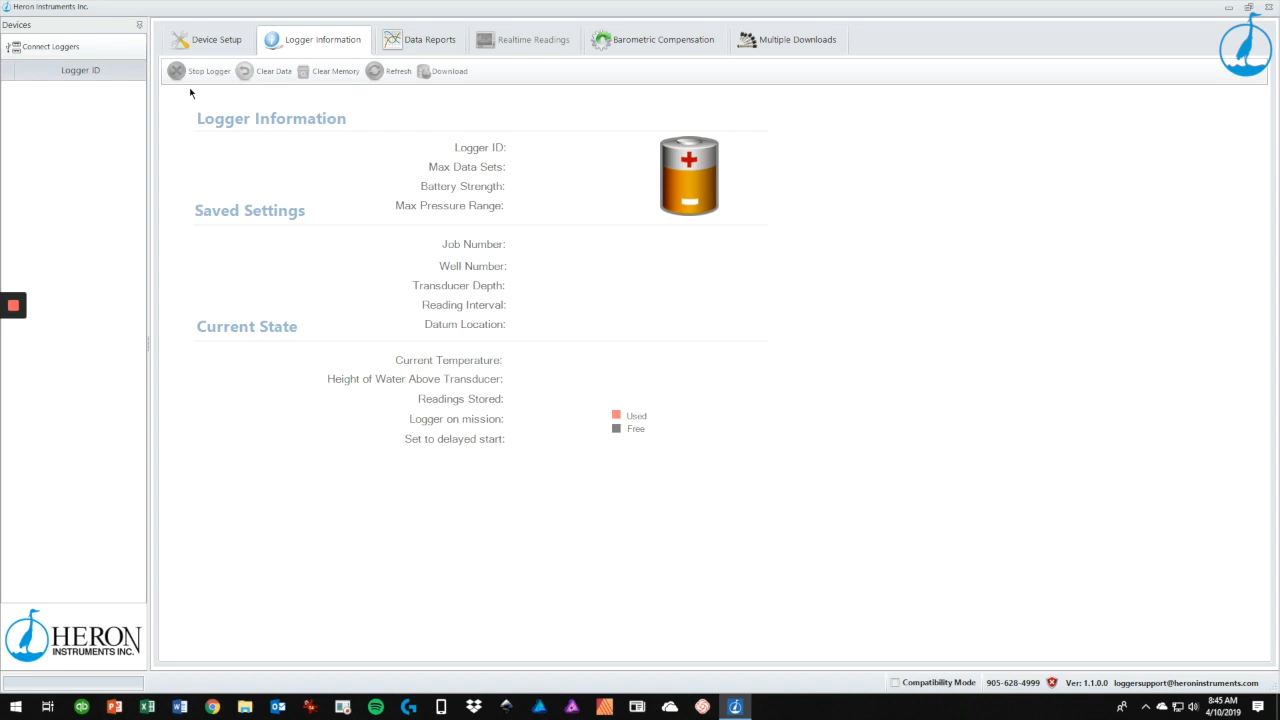 Heron Instruments Inc.
Devices
Connect Loggers
Logger ID
Device Setup
Logger Information
Data Reports
Realtime Readings
Barometric Compensation
Multiple Downloads
Stop Logger
Clear Data
Clear Memory
Refresh
Download
Logger Information
Logger ID:
Max Data Sets:
Battery Strength:
Max Pressure Range:
Saved Settings
Job Number:
Well Number:
Transducer Depth:
Reading Interval:
Datum Location:
Current State
Current Temperature:
Height of Water Above Transducer:
Readings Stored:
Logger on mission:
Set to delayed start:
Used
Free
HERON
INSTRUMENTS INC.
Compatibility Mode
905-628-4999
Ver: 1.1.0.0
loggersupport@heroninstruments.com
8:45 AM
4/10/2019